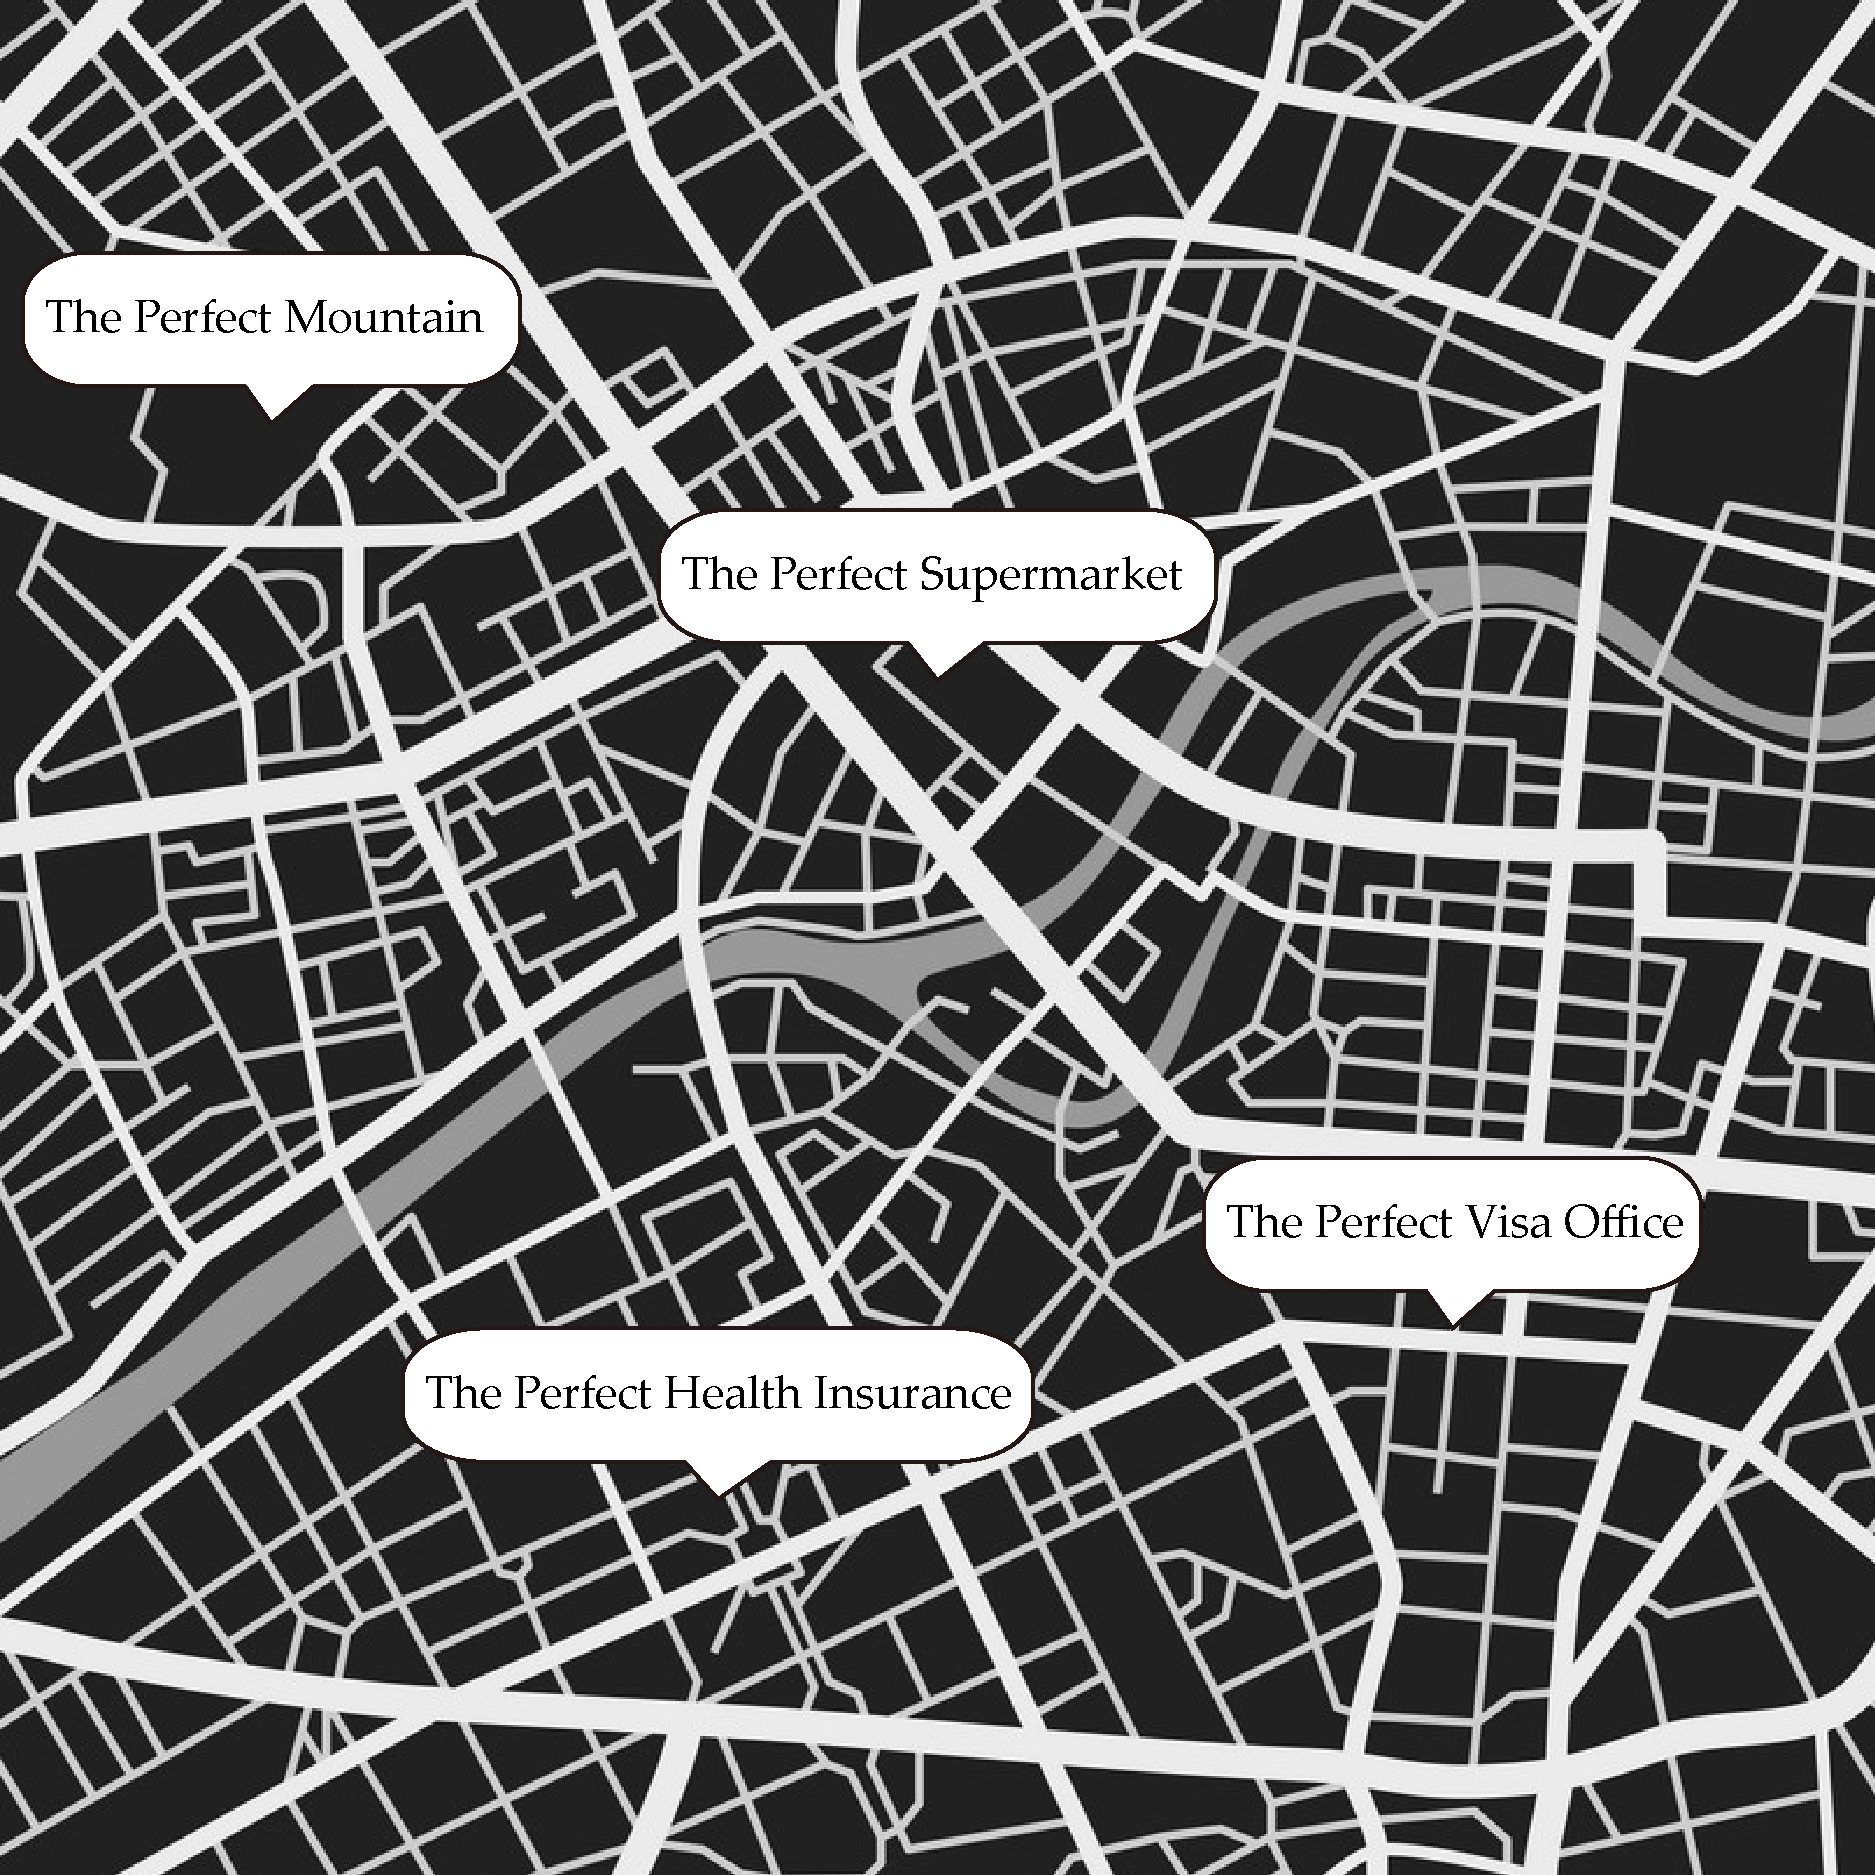 The Perfect Mountain
The Perfect Supermarket
The Perfect Visa Office
The Perfect Health Insurance